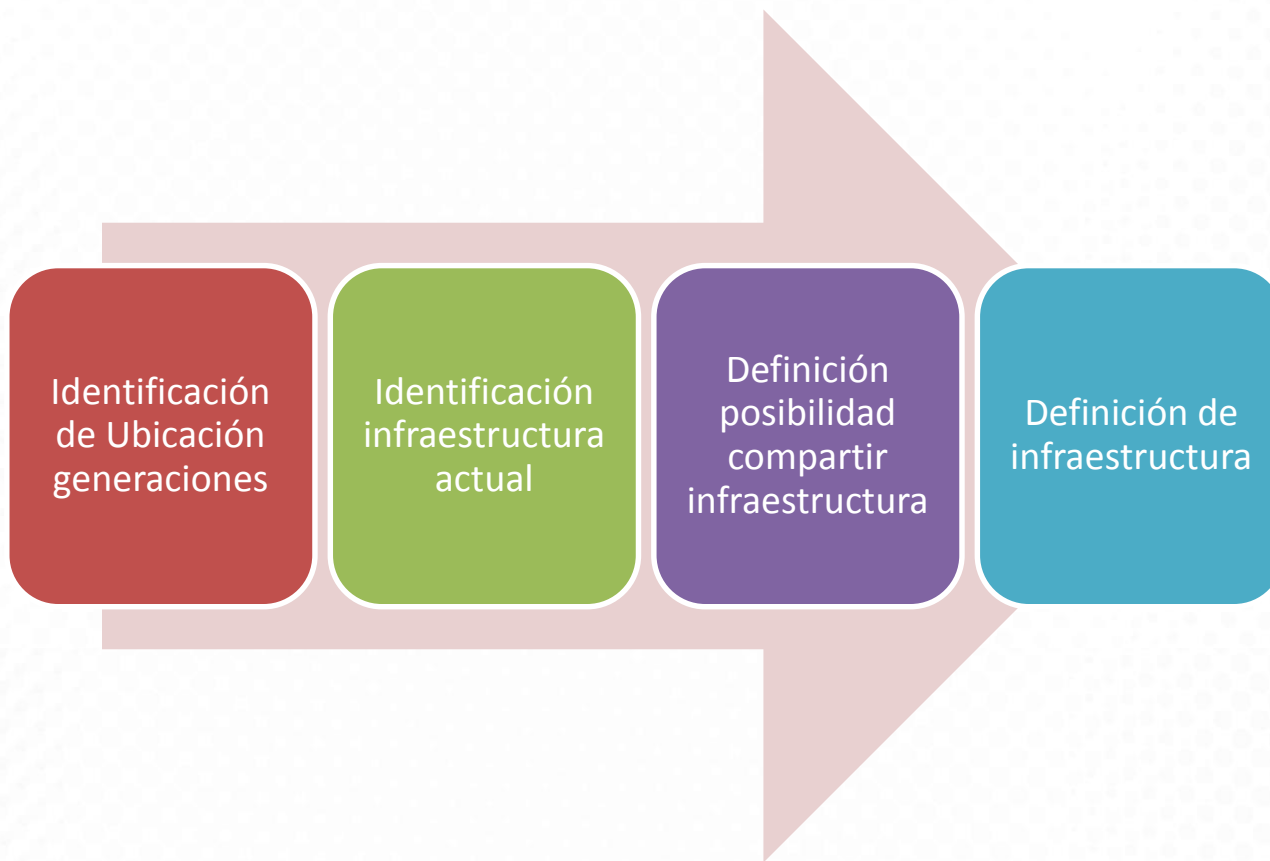 Identificación
de Ubicación
generaciones
Identificación
infraestructura
actual
Definición
posibilidad
compartir
infraestructura
Definición de
infraestructura